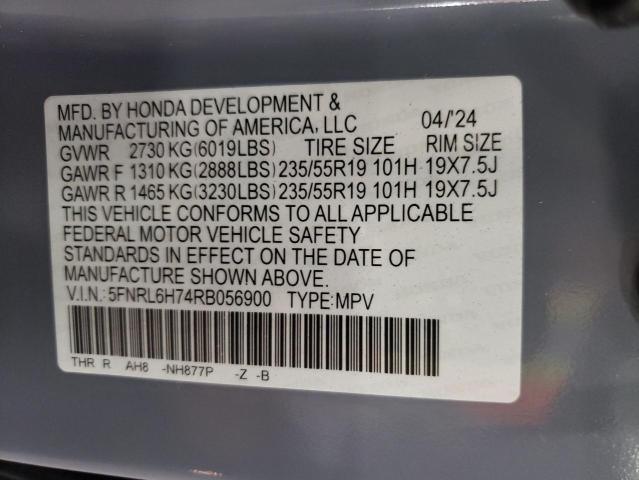 MFD. BY HONDA DEVELOPMENT &
MANUFACTURING OF AMERICA, LLC 04/'24
GVWR 2730 KG(6019LBS) TIRE SIZE RIM SIZE
GAWR F 1310 KG(2888LBS) 235/55R19 101H 19X7.5J
GAWR R 1465 KG(3230LBS) 235/55R19 101H 19X7.5J
THIS VEHICLE CONFORMS TO ALL APPLICABLE
FEDERAL MOTOR VEHICLE SAFETY
STANDARDS IN EFFECT ON THE DATE OF
MANUFACTURE SHOWN ABOVE.
V.I.N.: 5FNRL6H74RB056900 TYPE:MPV
THR R AH8 -NH877P -Z -B